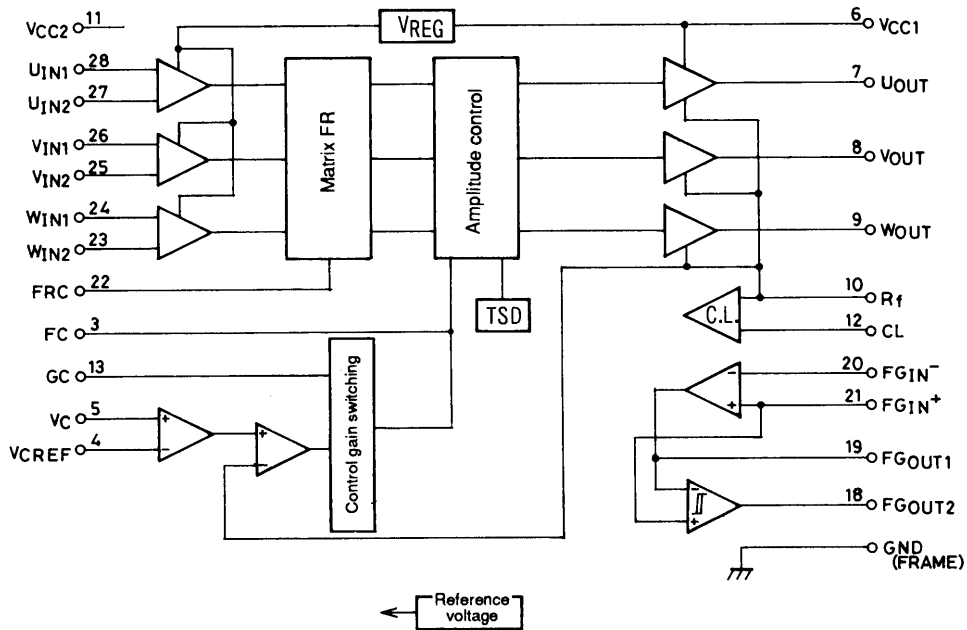 VCC2 11
VREG
6 VCC1
UIN1 28
UIN2 27
7 UOUT
VIN1 26
VIN2 25
8 VOUT
WIN1 24
WIN2 23
9 WOUT
Matrix FR
Amplitude control
FRC 22
10 Rf
TSD
C.L.
12 CL
FC 3
GC 13
20 FGIN-
Control gain switching
- +
21 FGIN+
VC 5
+ -
+ -
VCREF 4
19 FGOUT1
- +
18 FGOUT2
GND
(FRAME)
Reference
voltage